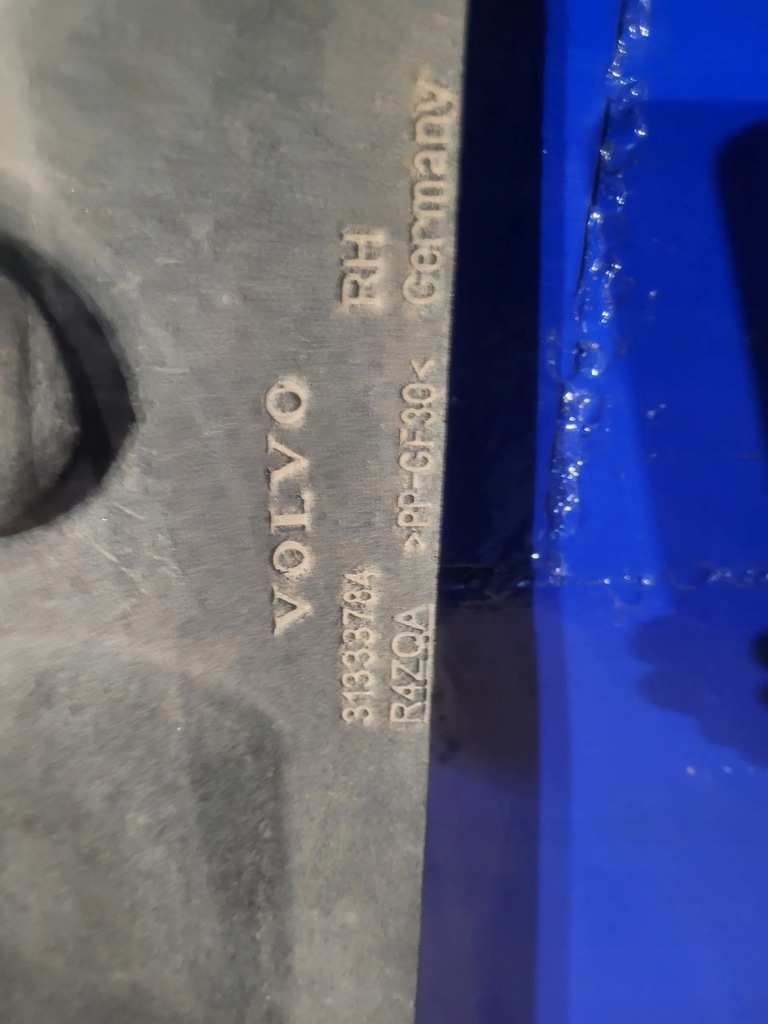 VOLVO
31333784 RH
R4ZQA >PP-GF30< Germany